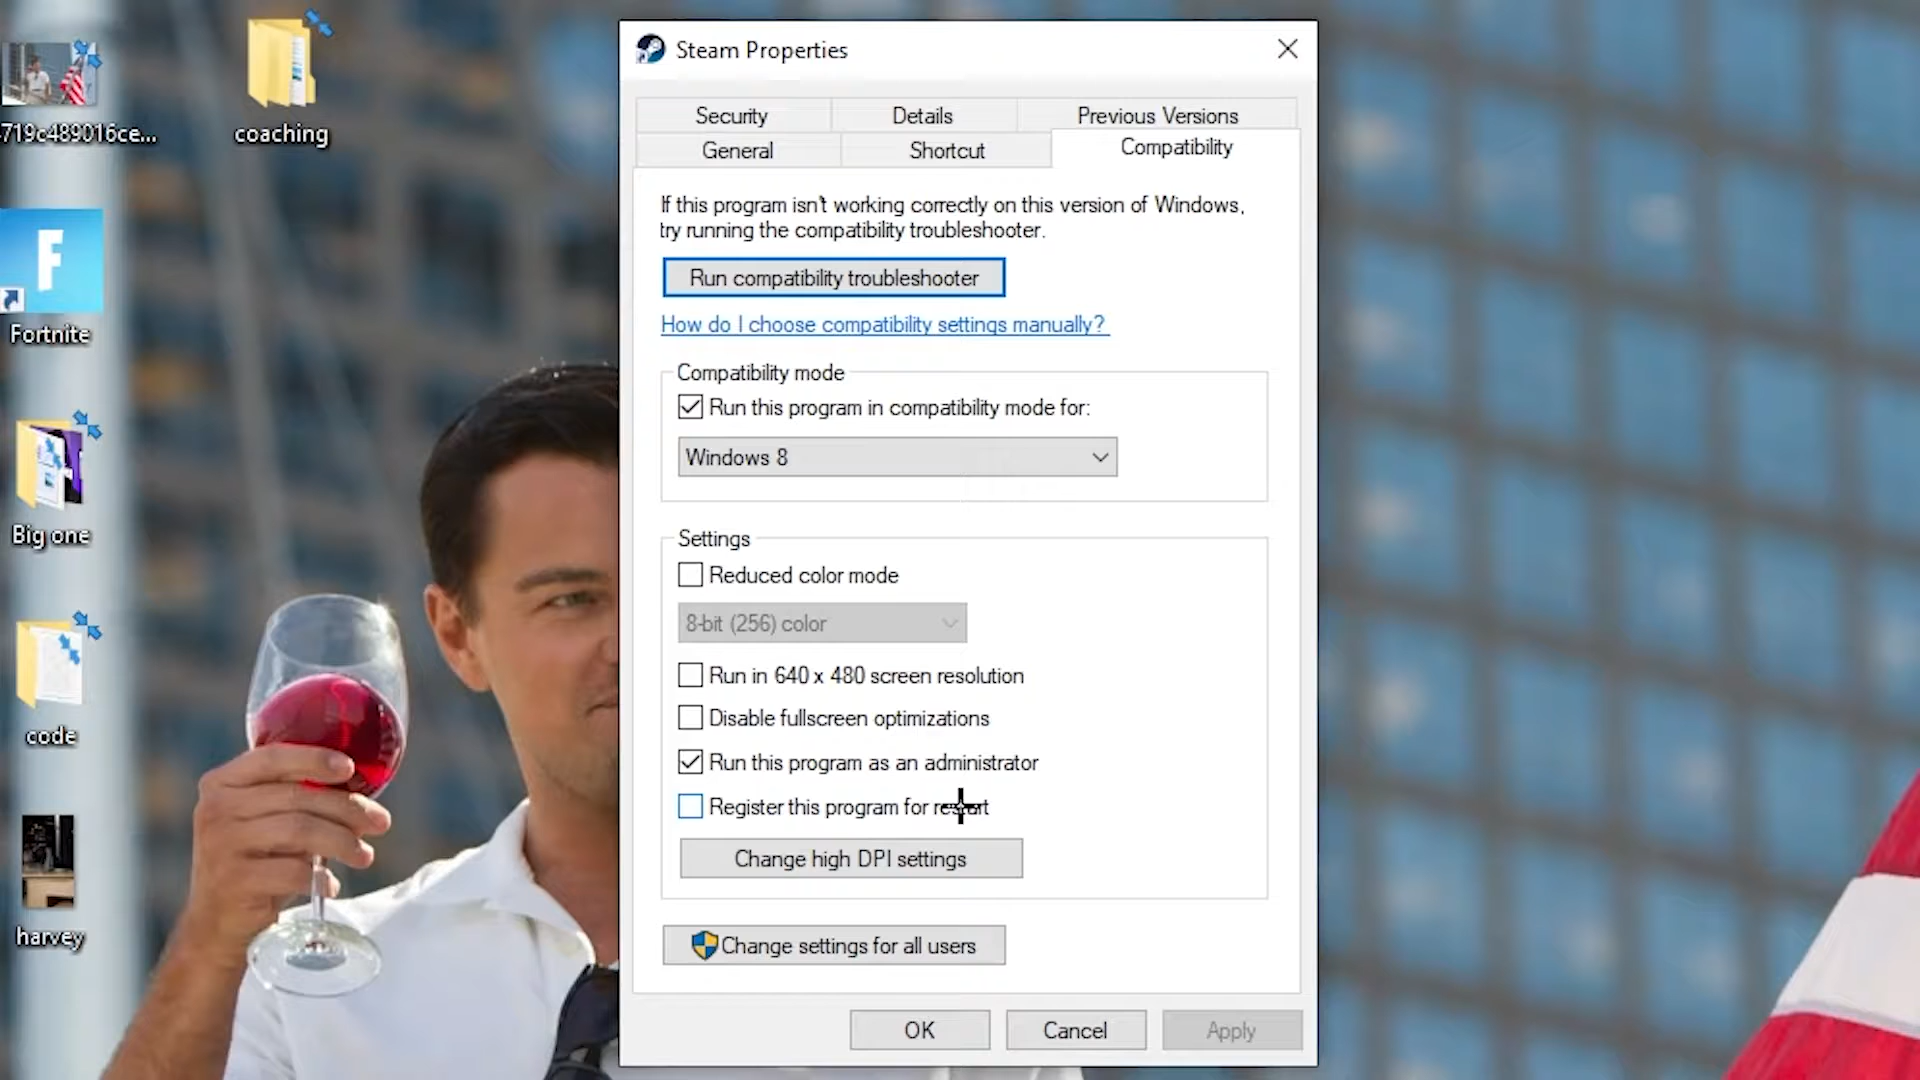 719c489016ce...
coaching
Fortnite
Big one
code
harvey
Steam Properties
Security
Details
Previous Versions
General
Shortcut
Compatibility
If this program isn't working correctly on this version of Windows,
try running the compatibility troubleshooter.
Run compatibility troubleshooter
How do I choose compatibility settings manually?
Compatibility mode
Run this program in compatibility mode for:
Windows 8
Settings
Reduced color mode
8-bit (256) color
Run in 640 x 480 screen resolution
Disable fullscreen optimizations
Run this program as an administrator
Register this program for restart
Change high DPI settings
Change settings for all users
OK
Cancel
Apply